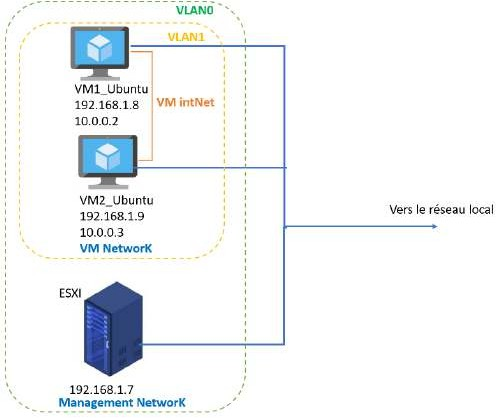 VLAN0
VLAN1
VM1_Ubuntu
192.168.1.8
10.0.0.2
VM intNet
VM2_Ubuntu
192.168.1.9
10.0.0.3
VM NetworK
Vers le réseau local
ESXI
192.168.1.7
Management NetworK